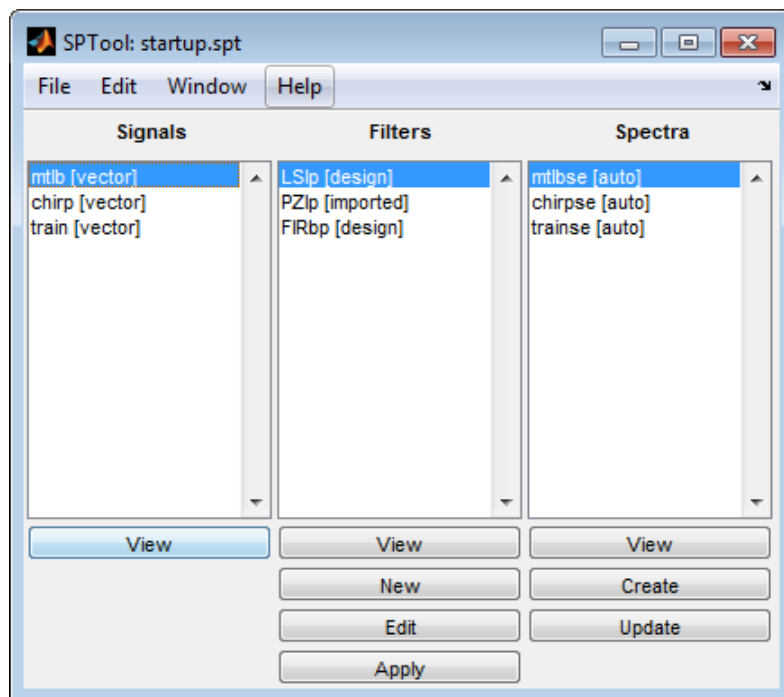 SPTool: startup.spt
File Edit Window Help
Signals Filters Spectra
mtlb [vector] LSlp [design] mtlbse [auto]
chirp [vector] PZlp [imported] chirpse [auto]
train [vector] FIRbp [design] trainse [auto]
View View View
New Create
Edit Update
Apply